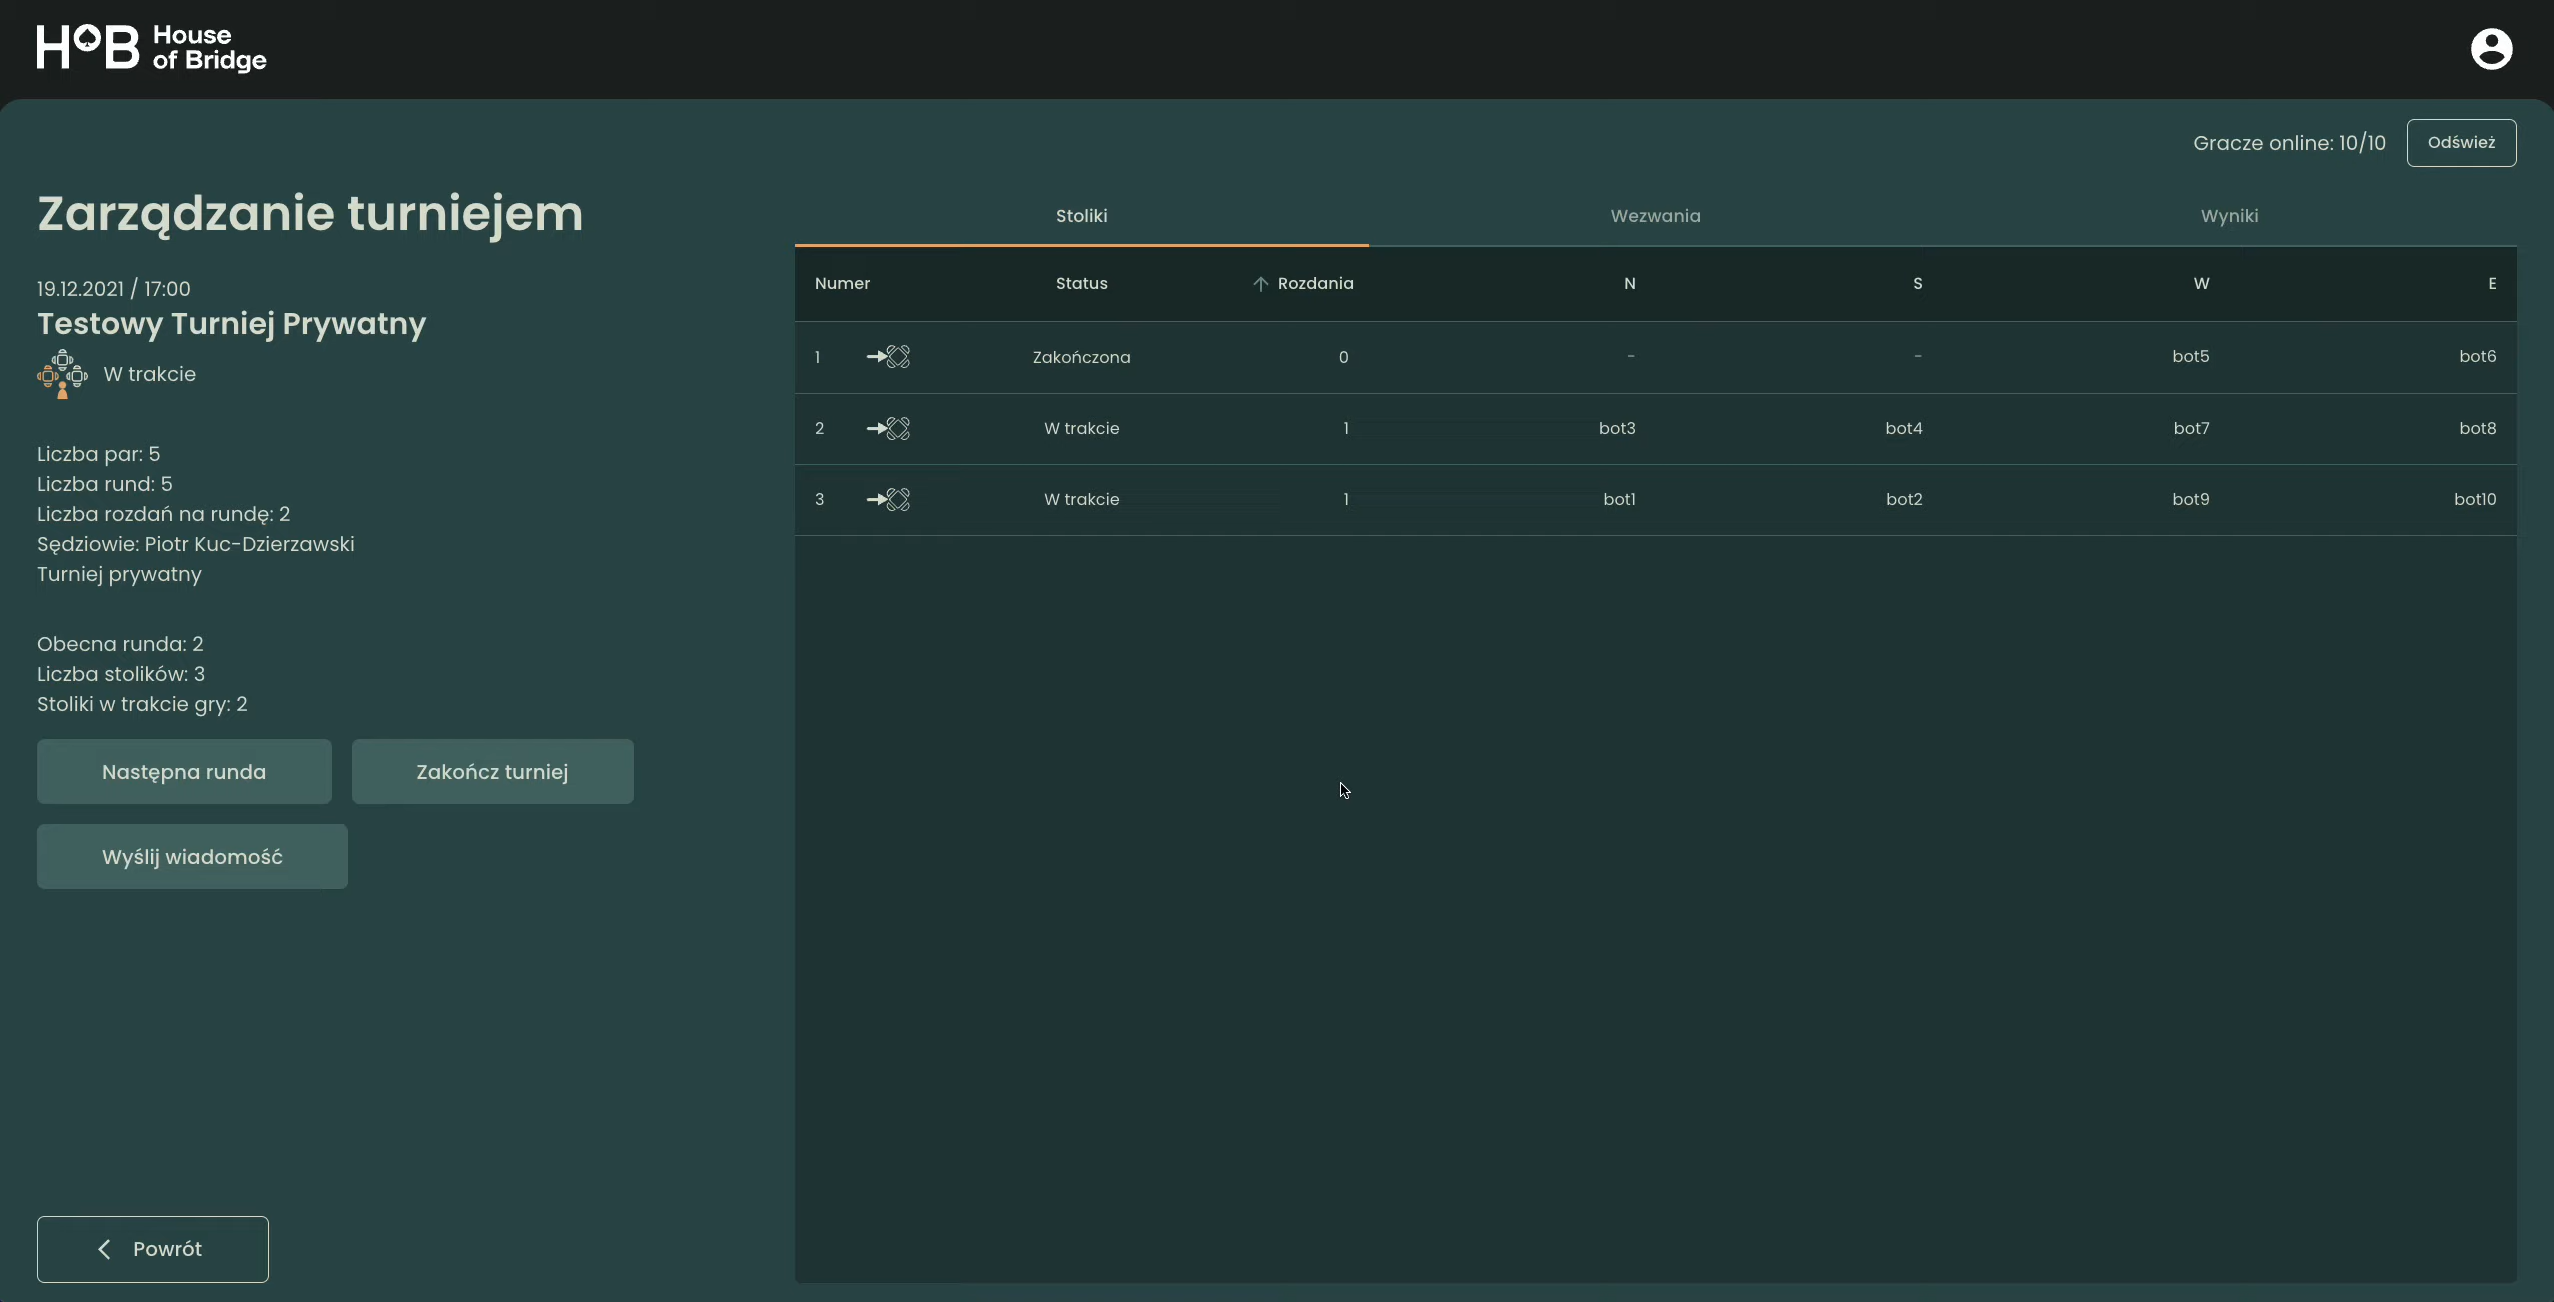 HOB House
of Bridge
Gracze online: 10/10
Odśwież
Zarządzanie turniejem
19.12.2021 / 17:00
Testowy Turniej Prywatny
W trakcie
Liczba par: 5
Liczba rund: 5
Liczba rozdań na rundę: 2
Sędziowie: Piotr Kuc-Dzierzawski
Turniej prywatny
Obecna runda: 2
Liczba stolików: 3
Stoliki w trakcie gry: 2
Następna runda
Zakończ turniej
Wyślij wiadomość
Powrót
Stoliki Wezwania Wyniki
Numer Status Rozdania N S W E
1 Zakończona 0 - - bot5 bot6
2 W trakcie 1 bot3 bot4 bot7 bot8
3 W trakcie 1 bot1 bot2 bot9 bot10